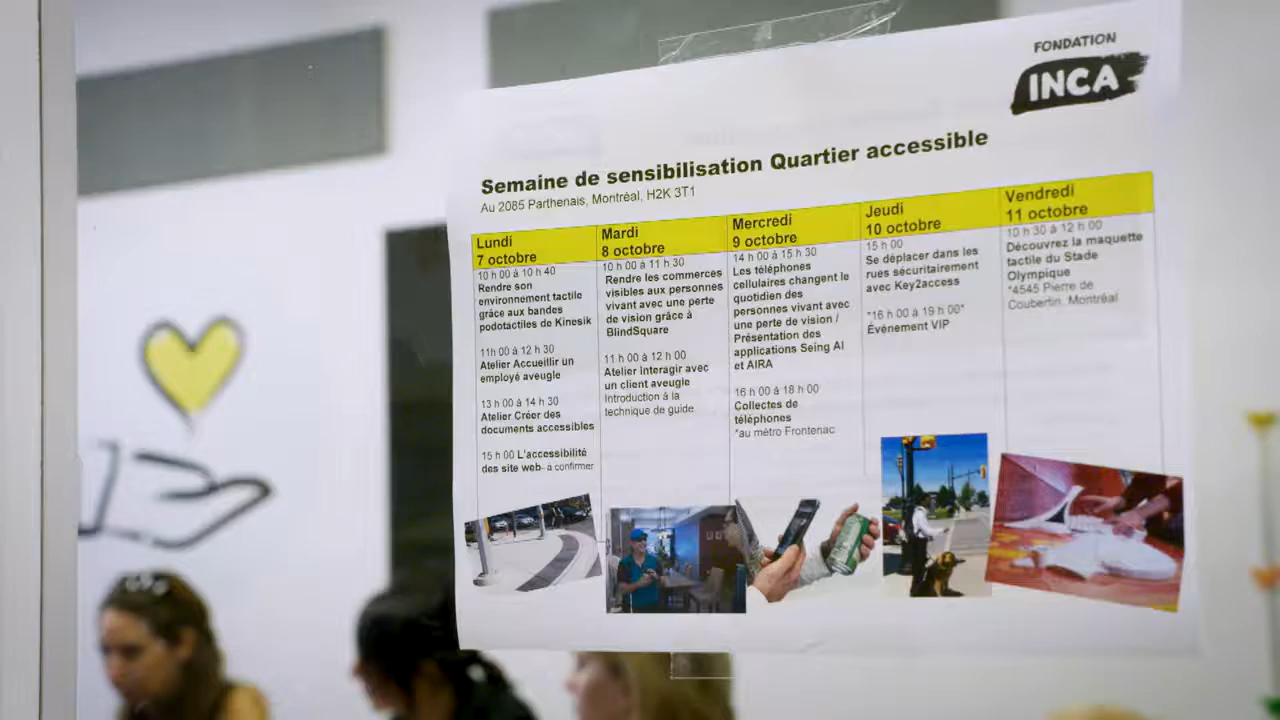 FONDATION
INCA
Semaine de sensibilisation Quartier accessible
Au 2085 Parthenais, Montréal, H2K 3T1
Lundi
7 octobre
10 h 00 à 10 h 40
Rendre son
environnement tactile
grâce aux bandes
podotactiles de Kinesik
11h 00 à 12 h 30
Atelier Accueillir un
employé aveugle
13 h 00 à 14 h 30
Atelier Créer des
documents accessibles
15 h 00 L'accessibilité
des site web- à confirmer
Mardi
8 octobre
10 h 00 à 11 h 30
Rendre les commerces
visibles aux personnes
vivant avec une perte
de vision grâce à
BlindSquare
11 h 00 à 12 h 00
Atelier Interagir avec
un client aveugle
Introduction à la
technique de guide
Mercredi
9 octobre
14 h 00 à 15 h 30
Les téléphones
cellulaires changent le
quotidien des
personnes vivant avec
une perte de vision /
Présentation des
applications Seing AI
et AIRA
16 h 00 à 18 h 00
Collectes de
téléphones
*au métro Frontenac
Jeudi
10 octobre
15 h 00
Se déplacer dans les
rues sécuritairement
avec Key2access
*16 h 00 à 19 h 00*
Événement VIP
Vendredi
11 octobre
10 h 30 à 12 h 00
Découvrez la maquette
tactile du Stade
Olympique
*4545 Pierre de
Coubertin, Montréal